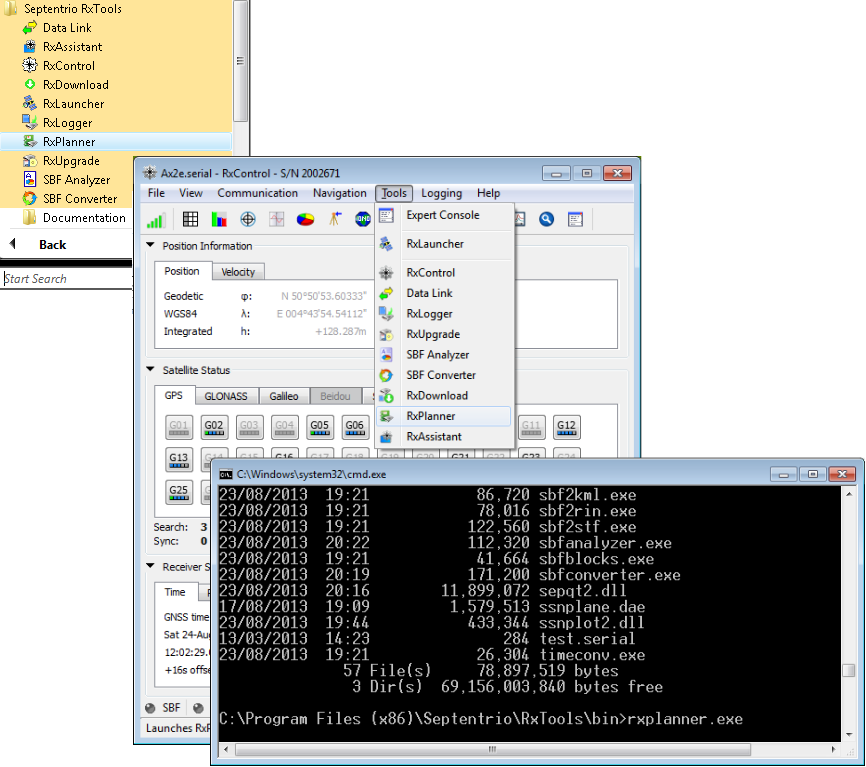 Septentrio RxTools
Data Link
RxAssistant
RxControl
RxDownload
RxLauncher
RxLogger
RxPlanner
RxUpgrade
SBF Analyzer
SBF Converter
Documentation
Back
Start Search
Ax2e.serial - RxControl - S/N 2002671
File View Communication Navigation Tools Logging Help
Position Information
Position Velocity
Geodetic φ: N 50°50'53.60333"
WGS84 λ: E 004°43'54.54112"
Integrated h: +128.287m
Satellite Status
GPS GLONASS Galileo Beidou
G01 G02 G03 G04 G05 G06 G11 G12
G13
G25
Search: 3
Sync: 0
Receiver S
Time
GNSS time
Sat 24-Aug
12:02:29.0
+16s offse
SBF
Launches RxP
Expert Console
RxLauncher
RxControl
Data Link
RxLogger
RxUpgrade
SBF Analyzer
SBF Converter
RxDownload
RxPlanner
RxAssistant
C:\Windows\system32\cmd.exe
23/08/2013 19:21 86,720 sbf2kml.exe
23/08/2013 19:21 78,016 sbf2rin.exe
23/08/2013 19:21 122,560 sbf2stf.exe
23/08/2013 20:22 112,320 sbfanalyzer.exe
23/08/2013 19:21 41,664 sbfblocks.exe
23/08/2013 20:19 171,200 sbfconverter.exe
23/08/2013 20:16 11,899,072 sepqt2.dll
17/08/2013 19:09 1,579,513 ssnplane.dae
23/08/2013 19:44 433,344 ssnplot2.dll
13/03/2013 14:23 284 test.serial
23/08/2013 19:21 26,304 timeconv.exe
57 File(s) 78,897,519 bytes
3 Dir(s) 69,156,003,840 bytes free
C:\Program Files (x86)\Septentrio\RxTools\bin>rxplanner.exe